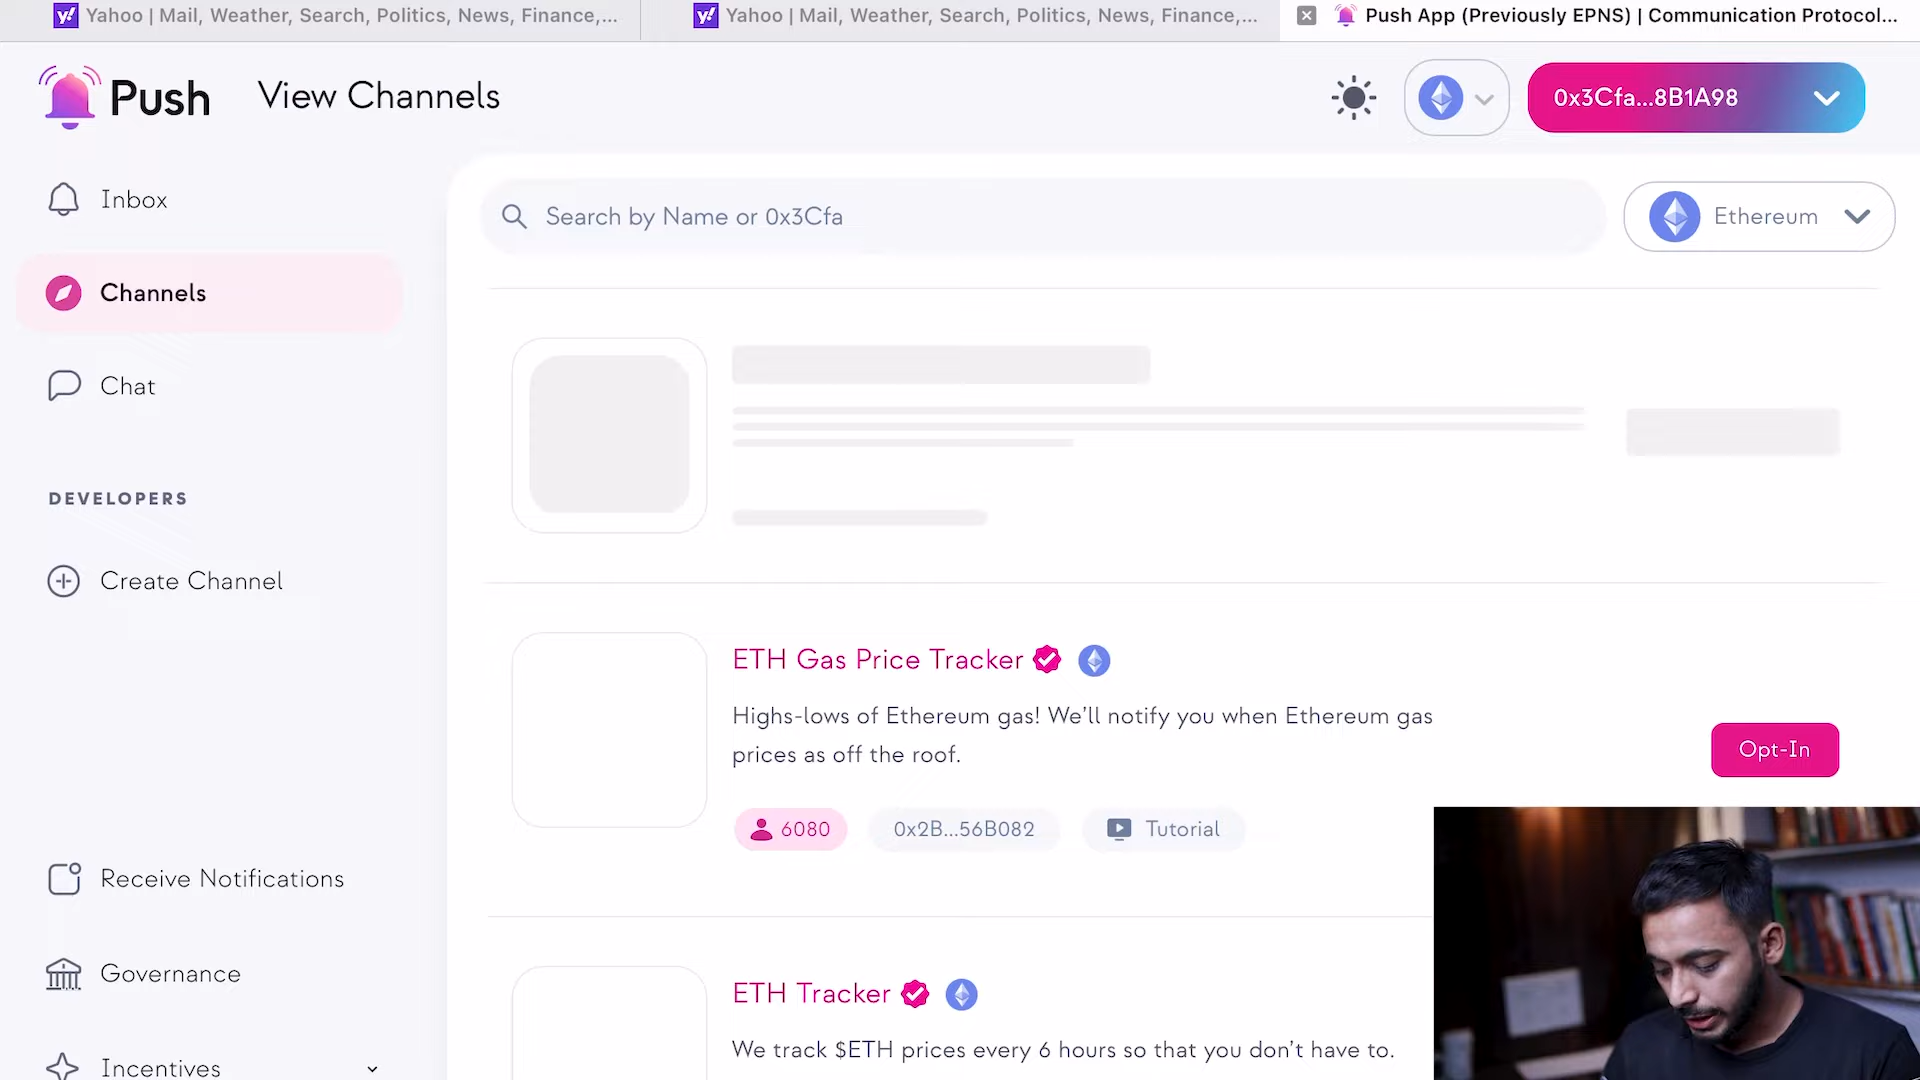 Yahoo | Mail, Weather, Search, Politics, News, Finance,...
Yahoo | Mail, Weather, Search, Politics, News, Finance,...
Push App (Previously EPNS) | Communication Protocol...
Push
View Channels
0x3Cfa...8B1A98
Inbox
Search by Name or 0x3Cfa
Ethereum
Channels
Chat
DEVELOPERS
Create Channel
ETH Gas Price Tracker
Highs-lows of Ethereum gas! We'll notify you when Ethereum gas
prices as off the roof.
Opt-In
6080
0x2B...56B082
Tutorial
Receive Notifications
Governance
ETH Tracker
We track $ETH prices every 6 hours so that you don't have to.
Incentives